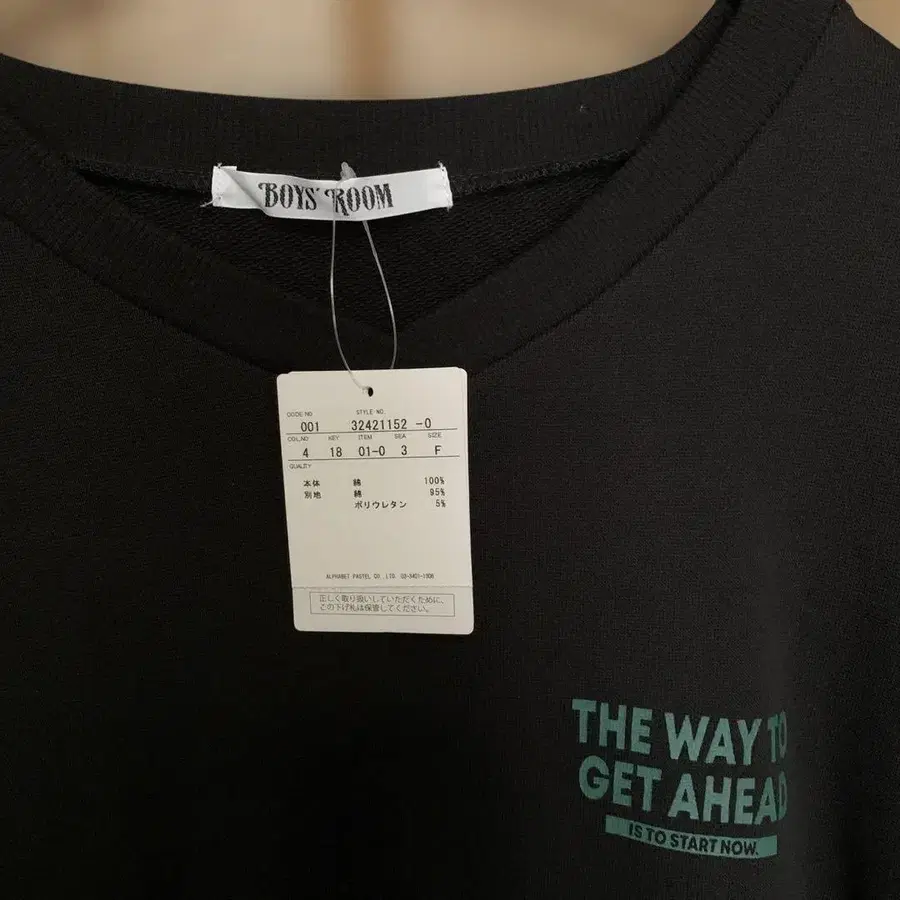 BOYS' ROOM
CODE NO STYLE NO.
001 32421152 -0
COL.NO KEY ITEM SEA SIZE
4 18 01-0 3 F
QUALITY
本体 綿 100%
別地 綿 95%
ポリウレタン 5%
ALPHABET PASTEL CO.,LTD. 03-3401-1906
正しく取り扱いしていただくために、
この下げ札は保管してください。
THE WAY TO
GET AHEAD
IS TO START NOW.